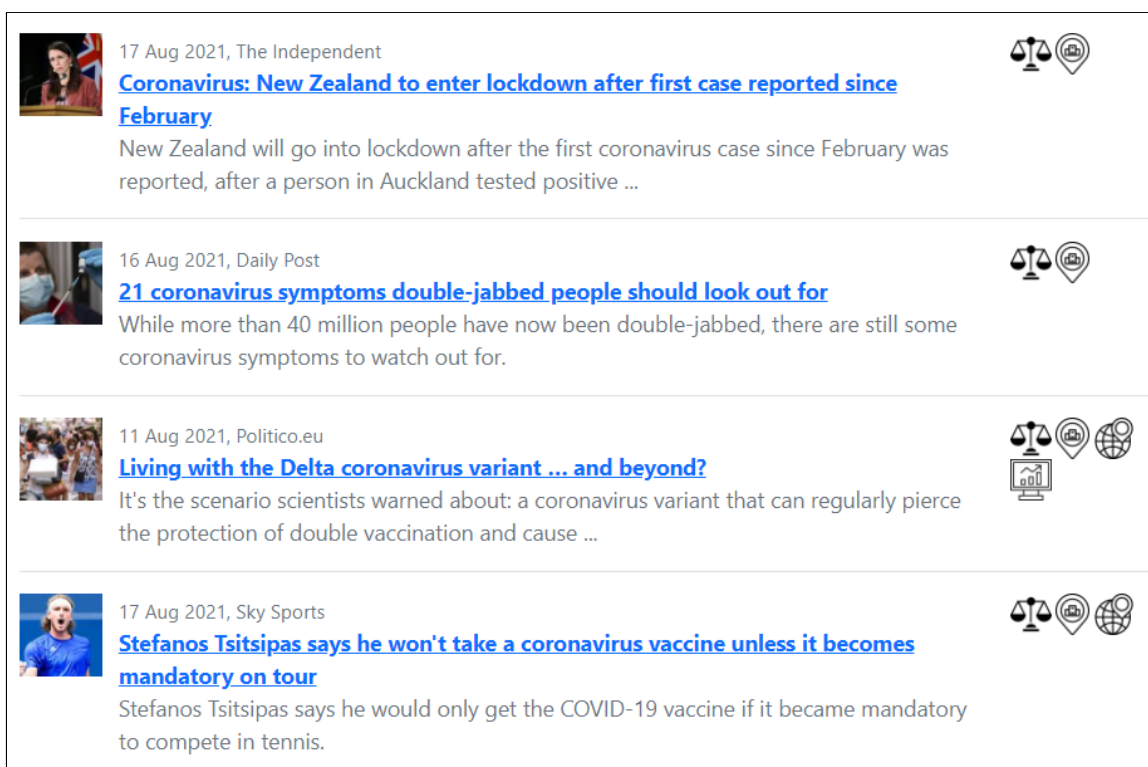 17 Aug 2021, The Independent
Coronavirus: New Zealand to enter lockdown after first case reported since
February
New Zealand will go into lockdown after the first coronavirus case since February was
reported, after a person in Auckland tested positive ...
16 Aug 2021, Daily Post
21 coronavirus symptoms double-jabbed people should look out for
While more than 40 million people have now been double-jabbed, there are still some
coronavirus symptoms to watch out for.
11 Aug 2021, Politico.eu
Living with the Delta coronavirus variant ... and beyond?
It's the scenario scientists warned about: a coronavirus variant that can regularly pierce
the protection of double vaccination and cause ...
17 Aug 2021, Sky Sports
Stefanos Tsitsipas says he won't take a coronavirus vaccine unless it becomes
mandatory on tour
Stefanos Tsitsipas says he would only get the COVID-19 vaccine if it became mandatory
to compete in tennis.